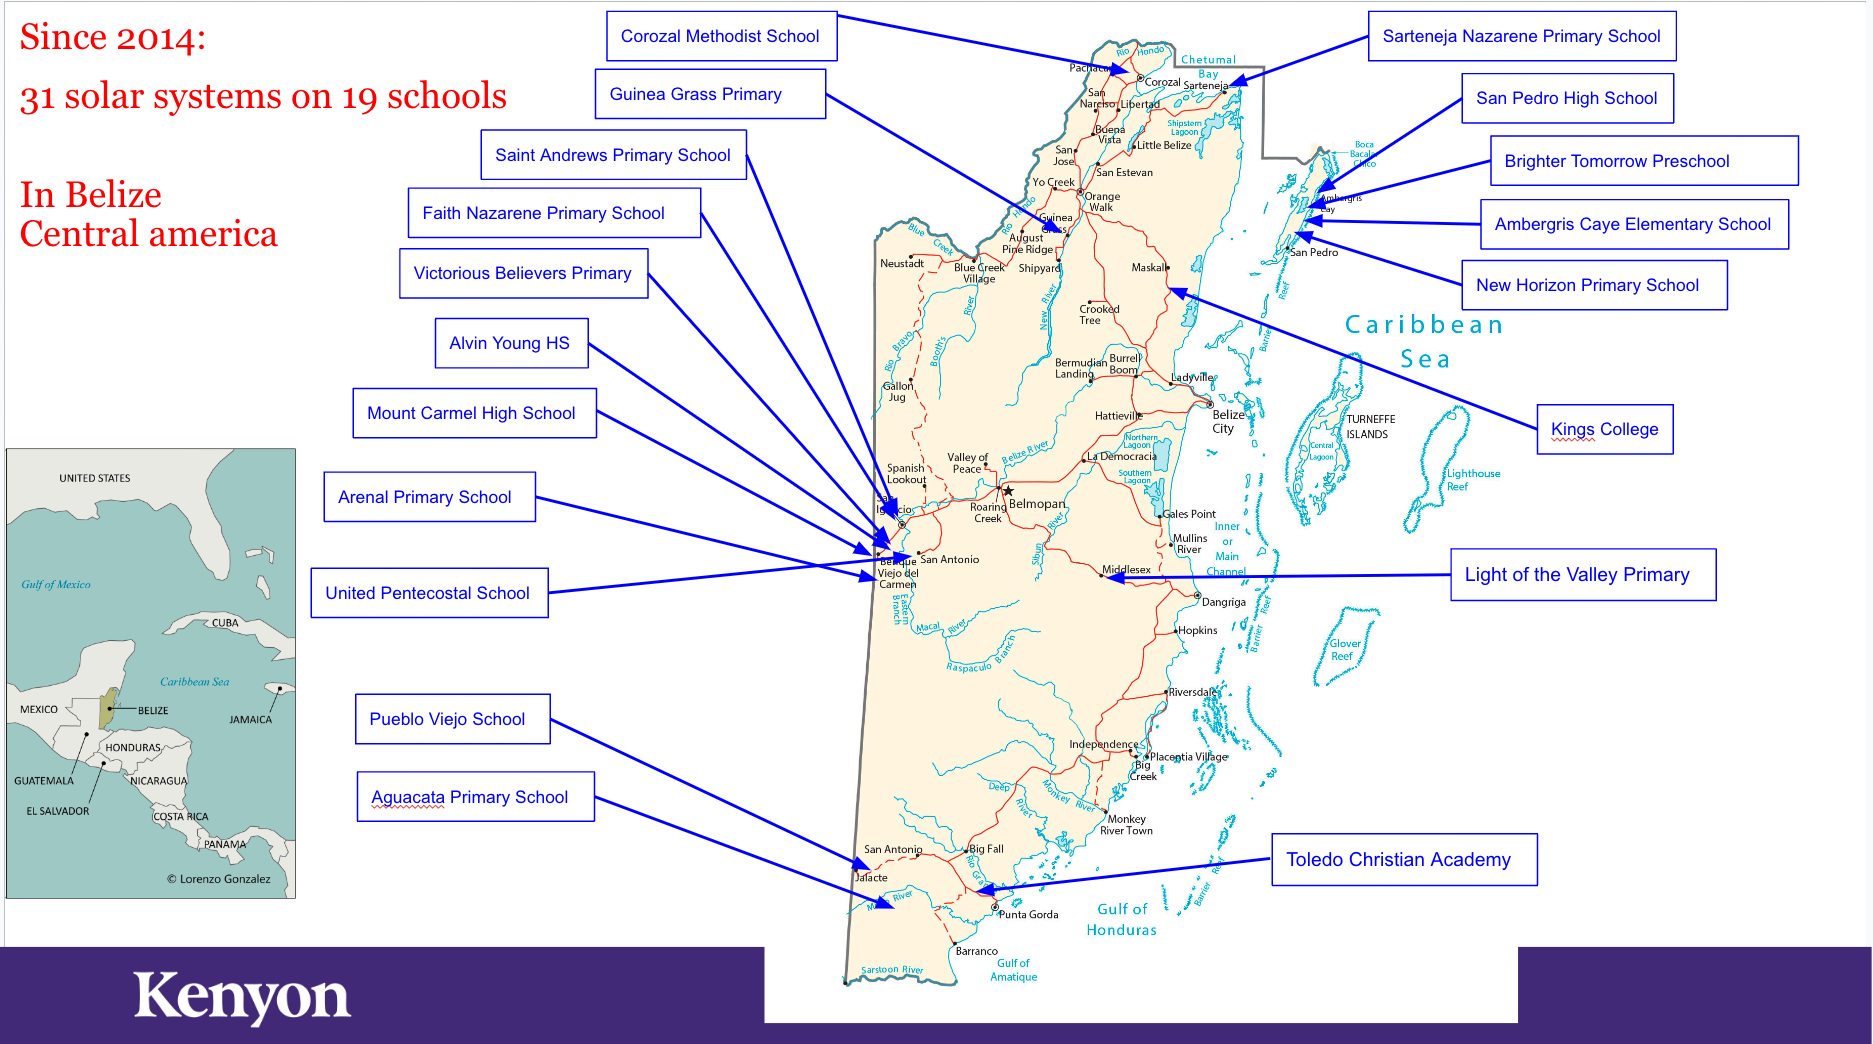 Since 2014:
31 solar systems on 19 schools
In Belize
Central america
Corozal Methodist School
Guinea Grass Primary
Saint Andrews Primary School
Faith Nazarene Primary School
Victorious Believers Primary
Alvin Young HS
Mount Carmel High School
Arenal Primary School
United Pentecostal School
Pueblo Viejo School
Aguacata Primary School
Sarteneja Nazarene Primary School
San Pedro High School
Brighter Tomorrow Preschool
Ambergris Caye Elementary School
New Horizon Primary School
Kings College
Light of the Valley Primary
Toledo Christian Academy
Rio Hondo
Chetumal
Bay
Corozal
Sarteneja
San
Narciso
Libertad
Shipstern
Lagoon
Buena
Vista
Little Belize
San
Jose
San Estevan
Yo Creek
Orange
Walk
Rio Hondo
Guinea
Grass
August
Pine Ridge
Shipyard
Blue Creek
Neustadt
Blue Creek
Village
Maskall
Boca
Bacalar
Chico
Ambergris
Cay
San Pedro
Barrier Reef
Crooked
Tree
New River
Rio Bravo
Booth's River
Caribbean
Sea
Bermudian
Landing
Burrell
Boom
Ladyville
Gallon
Jug
Hattieville
Belize
City
TURNEFFE
ISLANDS
Central
Lagoon
Lighthouse
Reef
Northern
Lagoon
Southern
Lagoon
Belize River
La Democracia
Valley of
Peace
Spanish
Lookout
San
Ignacio
Roaring
Creek
Belmopan
Gales Point
Mullins
River
Inner
or
Main
Channel
Sibun River
San Antonio
Benque
Viejo del
Carmen
Middlesex
Dangriga
Eastern
Branch
Macal River
Raspaculo Branch
Hopkins
Barrier Reef
Glover
Reef
Riversdale
Independence
Placentia Village
Big
Creek
Deep River
Monkey River
Monkey
River Town
San Antonio
Big Fall
Jalacte
Punta Gorda
Barranco
Barrier Reef
Gulf of
Honduras
Gulf of
Amatique
Sarstoon River
UNITED STATES
Gulf of Mexico
CUBA
Caribbean Sea
MEXICO
BELIZE
JAMAICA
HONDURAS
GUATEMALA
NICARAGUA
EL SALVADOR
COSTA RICA
PANAMA
© Lorenzo Gonzalez
Kenyon